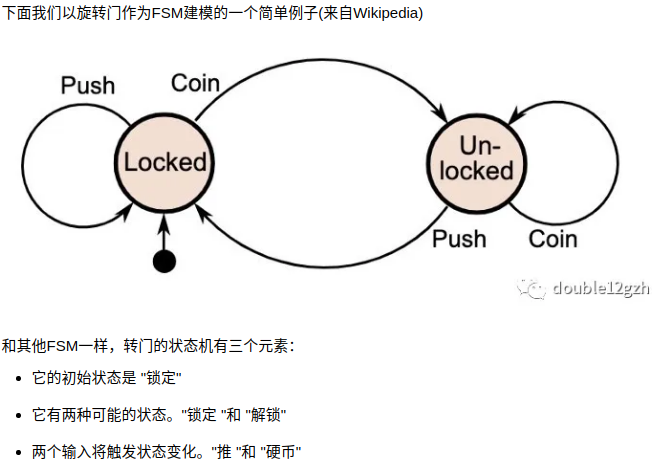 下面我们以旋转门作为FSM建模的一个简单例子(来自Wikipedia)
Push
Coin
Locked
Un-
locked
Push
Coin
double12gzh
和其他FSM一样，转门的状态机有三个元素：
它的初始状态是 "锁定"
它有两种可能的状态。"锁定 "和 "解锁"
两个输入将触发状态变化。"推 "和 "硬币"